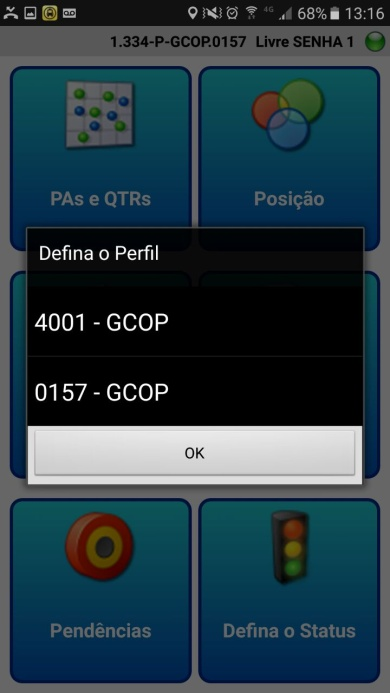 4G 68% 13:16
1.334-P-GCOP.0157 Livre SENHA 1
PAs e QTRs
Posição
Defina o Perfil
4001 - GCOP
0157 - GCOP
OK
Pendências
Defina o Status